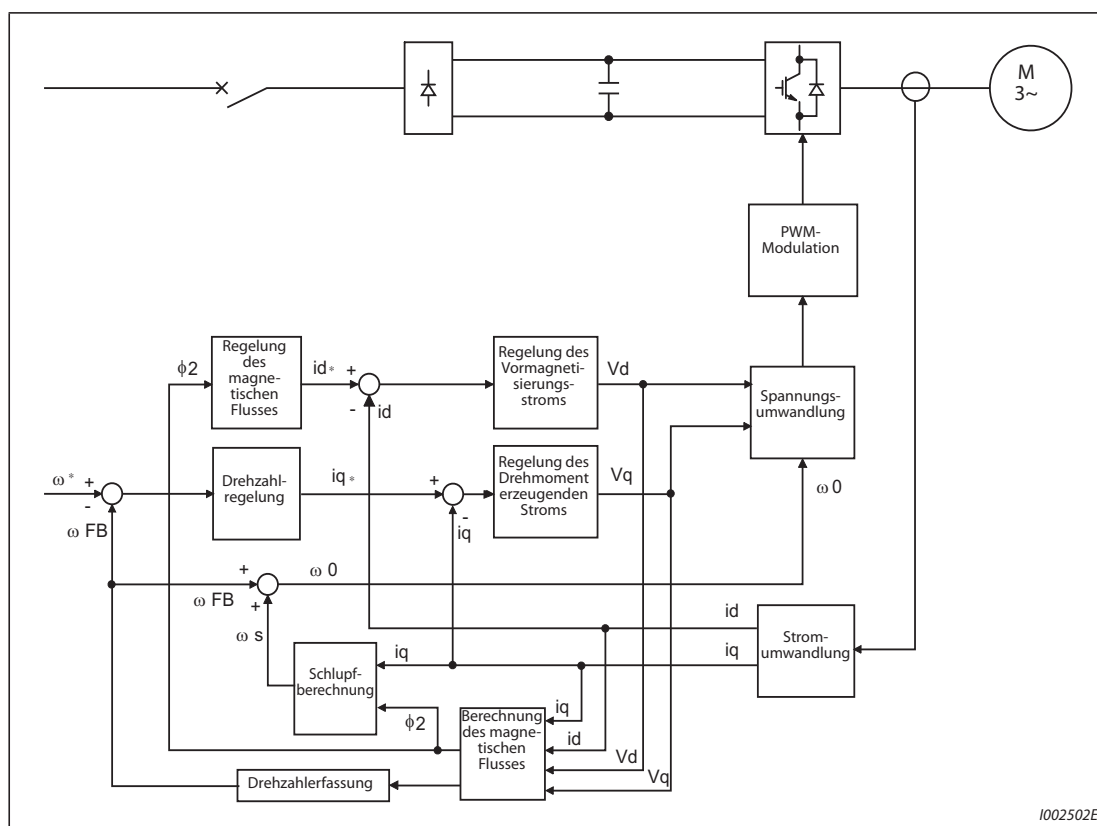 M
3~
PWM-
Modulation
ϕ2
Regelung
des
magne-
tischen
Flusses
id*
+
-
id
Regelung des
Vormagneti-
sierungs-
stroms
Vd
Spannungs-
umwandlung
ω*
+
-
ω FB
Drehzahl-
regelung
iq*
+
-
iq
Regelung des
Drehmoment
erzeugenden
Stroms
Vq
ω0
+
ω FB
+
ω0
ω s
Schlupf-
berechnung
iq
ϕ2
id
iq
Strom-
umwandlung
Berechnung
des magne-
tischen
Flusses
iq
id
Vd
Vq
Drehzahlerfassung
I002502E